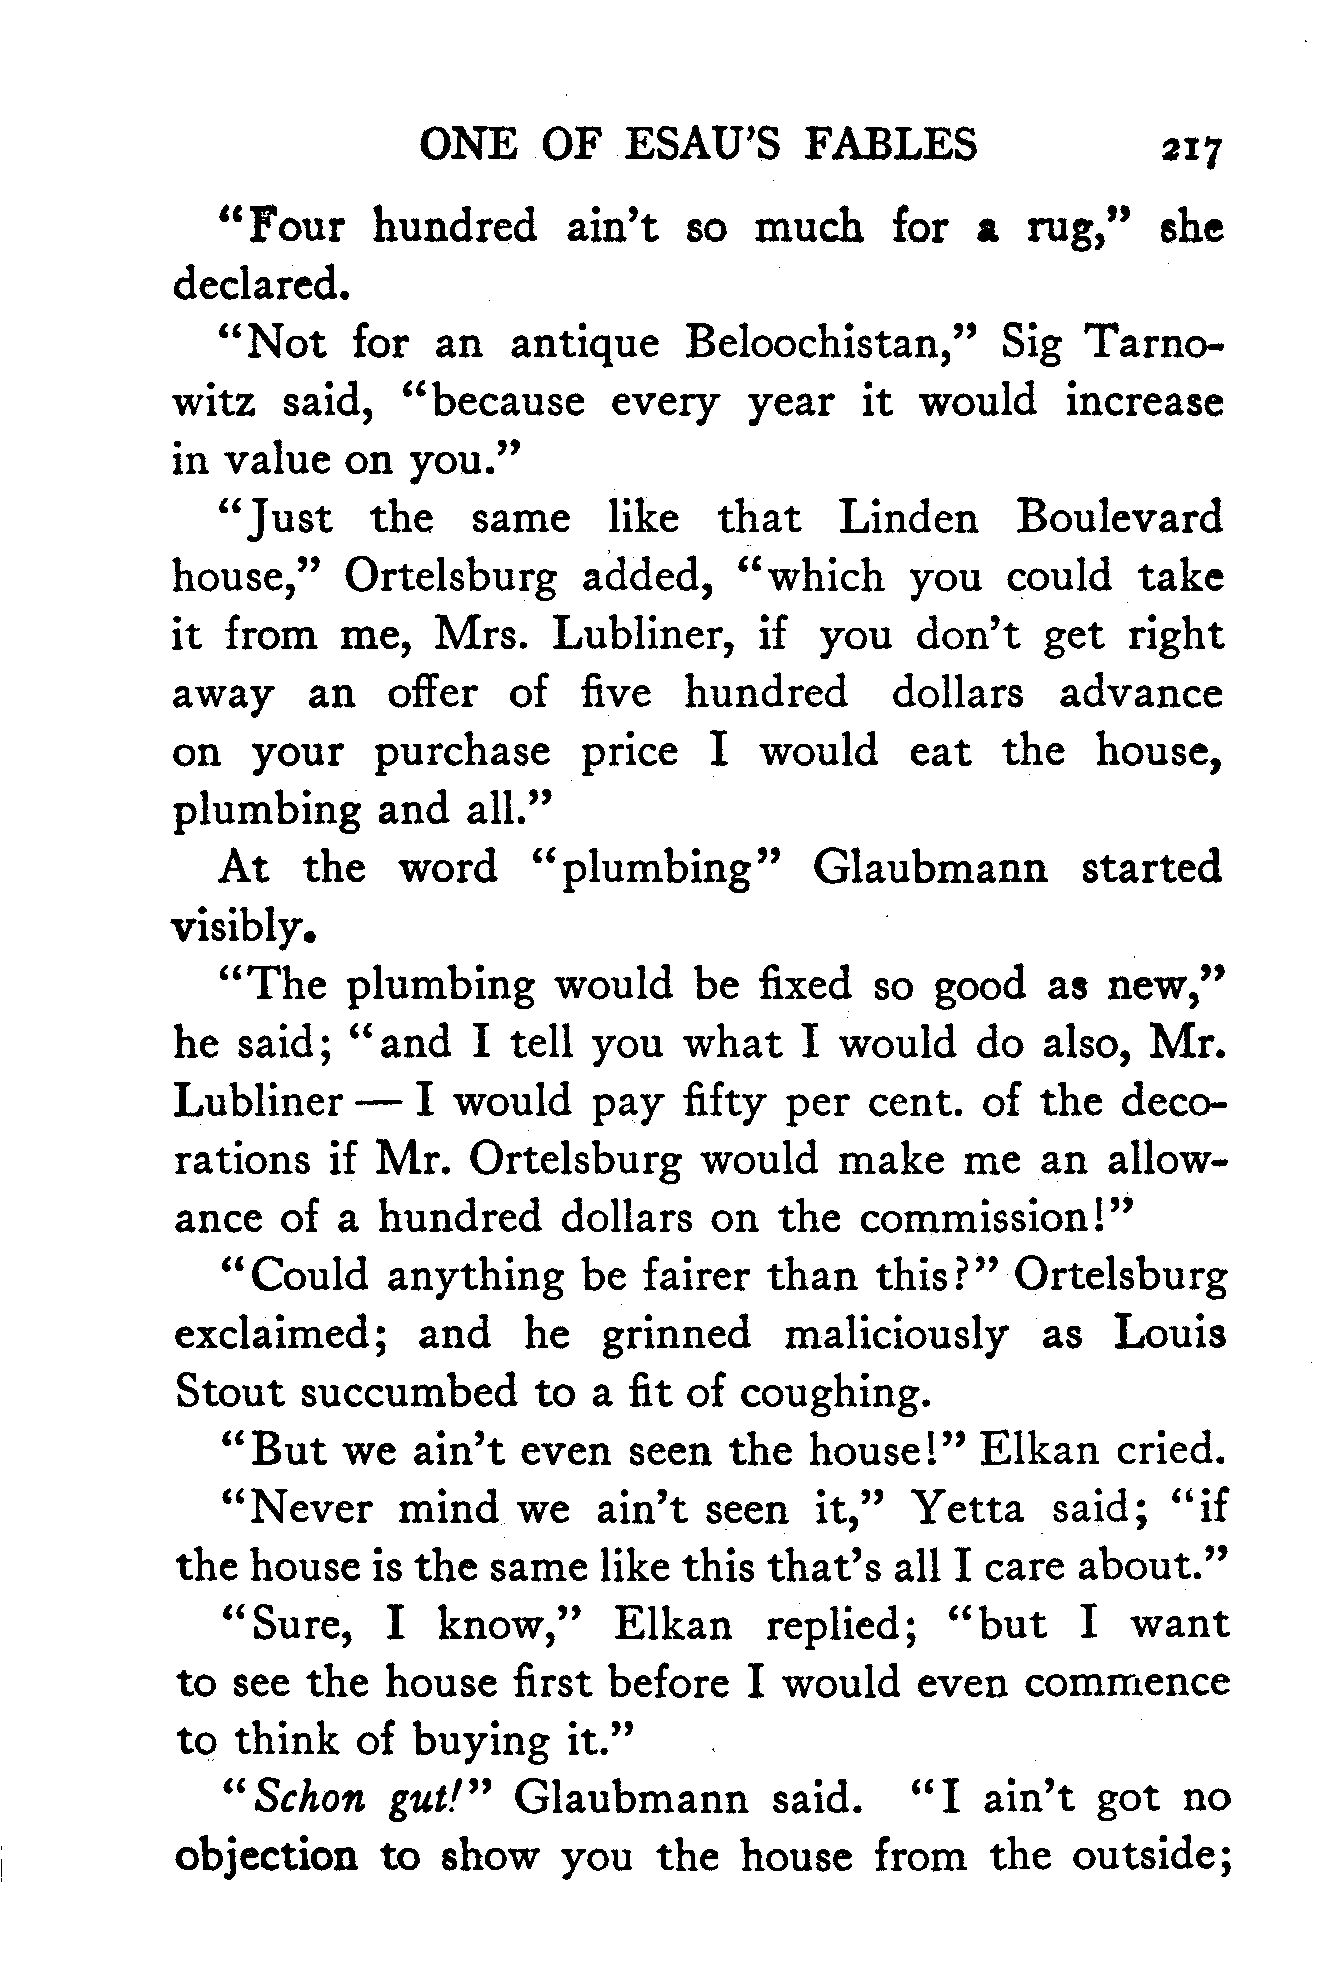 ONE OF ESAU'S FABLES 217
"Four hundred ain't so much for a rug," she
declared.
"Not for an antique Beloochistan," Sig Tarno-
witz said, "because every year it would increase
in value on you."
"Just the same like that Linden Boulevard
house," Ortelsburg added, "which you could take
it from me, Mrs. Lubliner, if you don't get right
away an offer of five hundred dollars advance
on your purchase price I would eat the house,
plumbing and all."
At the word "plumbing" Glaubmann started
visibly.
"The plumbing would be fixed so good as new,"
he said; "and I tell you what I would do also, Mr.
Lubliner — I would pay fifty per cent. of the deco-
rations if Mr. Ortelsburg would make me an allow-
ance of a hundred dollars on the commission!"
"Could anything be fairer than this?" Ortelsburg
exclaimed; and he grinned maliciously as Louis
Stout succumbed to a fit of coughing.
"But we ain't even seen the house!" Elkan cried.
"Never mind we ain't seen it," Yetta said; "if
the house is the same like this that's all I care about."
"Sure, I know," Elkan replied; "but I want
to see the house first before I would even commence
to think of buying it."
"Schon gut!" Glaubmann said. "I ain't got no
objection to show you the house from the outside;